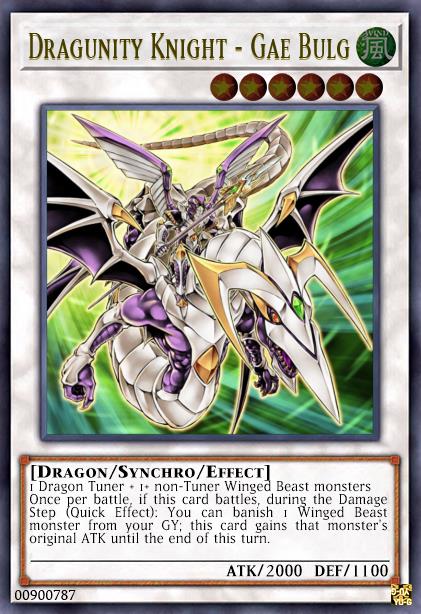 Dragunity Knight - Gae Bulg
WIND
風
[Dragon/Synchro/Effect]
1 Dragon Tuner + 1+ non-Tuner Winged Beast monsters
Once per battle, if this card battles, during the Damage
Step (Quick Effect): You can banish 1 Winged Beast
monster from your GY; this card gains that monster's
original ATK until the end of this turn.
ATK/2000 DEF/1100
00900787